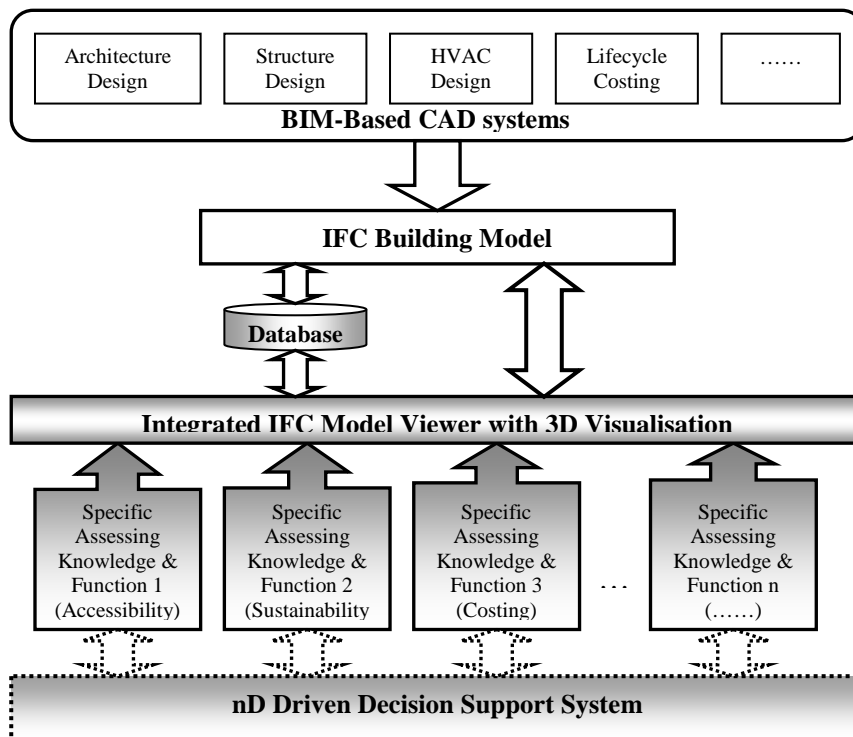 Architecture
Design
Structure
Design
HVAC
Design
Lifecycle
Costing
……
BIM-Based CAD systems
IFC Building Model
Database
Integrated IFC Model Viewer with 3D Visualisation
Specific
Assessing
Knowledge &
Function 1
(Accessibility)
Specific
Assessing
Knowledge &
Function 2
(Sustainability
Specific
Assessing
Knowledge &
Function 3
(Costing)
…
Specific
Assessing
Knowledge &
Function n
(……)
nD Driven Decision Support System